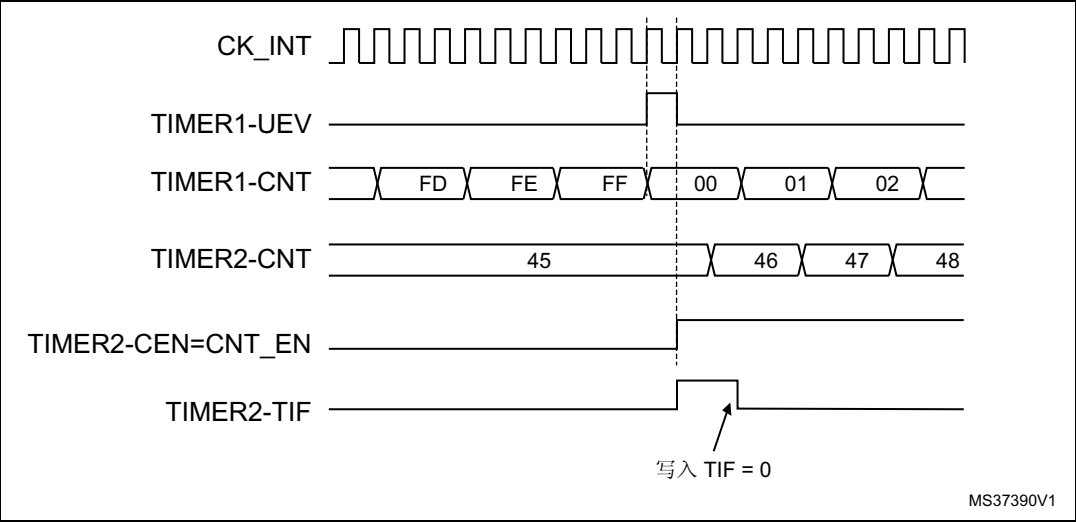 CK_INT
TIMER1-UEV
TIMER1-CNT FD FE FF 00 01 02
TIMER2-CNT 45 46 47 48
TIMER2-CEN=CNT_EN
TIMER2-TIF
写入 TIF = 0
MS37390V1